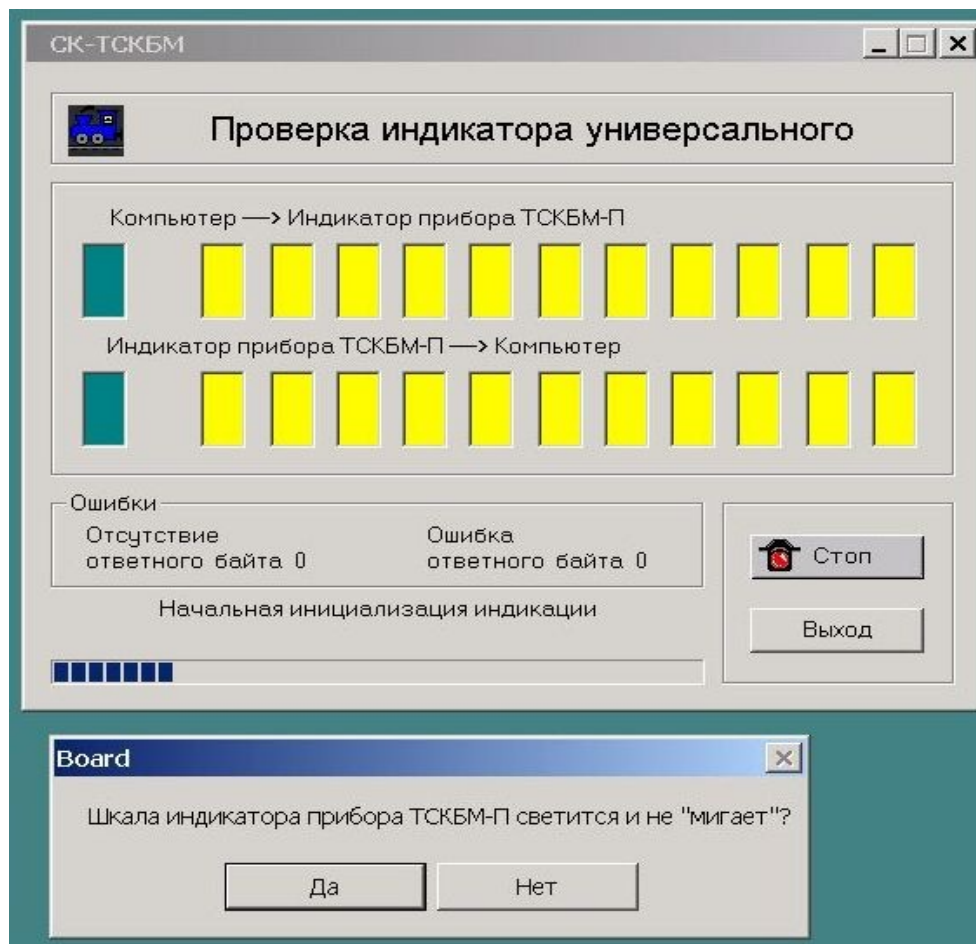 СК-ТСКБМ
Проверка индикатора универсального
Компьютер —> Индикатор прибора ТСКБМ-П
Индикатор прибора ТСКБМ-П —> Компьютер
Ошибки
Отсутствие
ответного байта 0
Ошибка
ответного байта 0
Начальная инициализация индикации
Стоп
Выход
Board
Шкала индикатора прибора ТСКБМ-П светится и не "мигает"?
Да
Нет